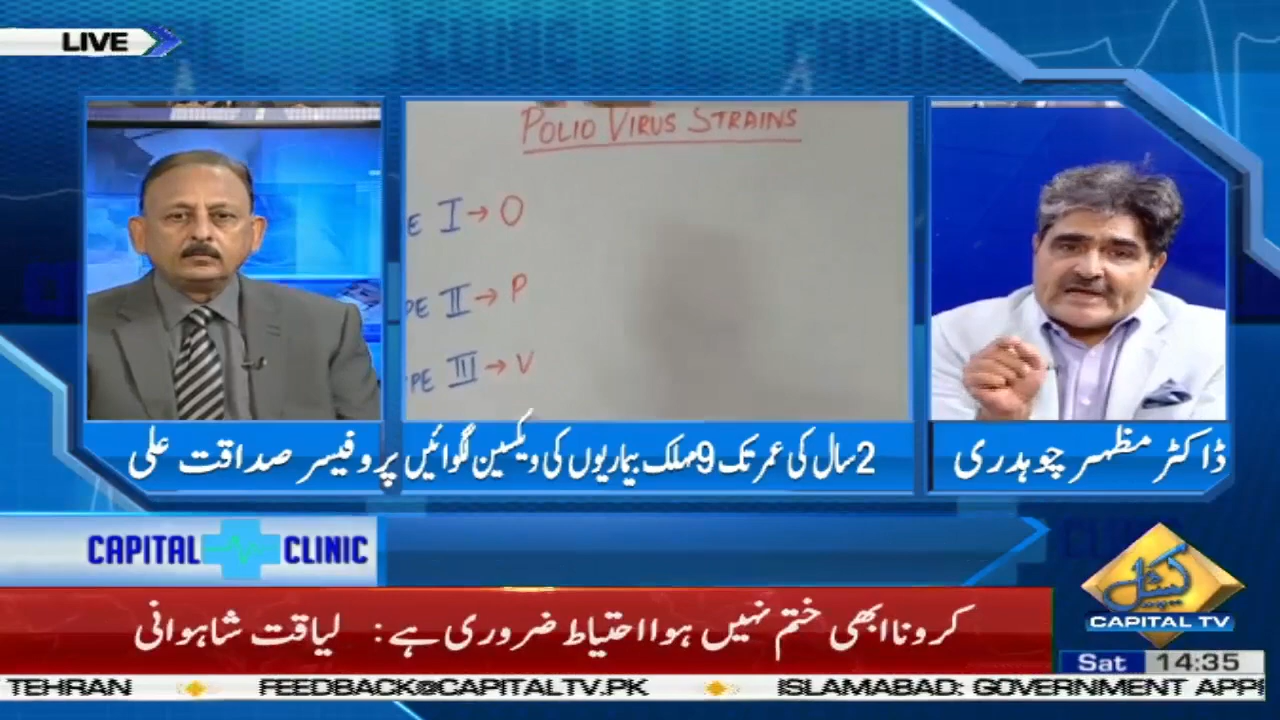 LIVE
POLIO VIRUS STRAINS
E I → O
PE II → P
PE III → V
پروفیسر صداقت علی
2 سال کی عمر تک 9 مہلک بیماریوں کی ویکسین لگوائیں
ڈاکٹر مظہر چوہدری
CAPITAL CLINIC
کیپیٹل
CAPITAL TV
کرونا ابھی ختم نہیں ہوا احتیاط ضروری ہے : لیاقت شاہوانی
Sat 14:35
TEHRAN FEEDBACK@CAPITALTV.PK ISLAMABAD: GOVERNMENT APP